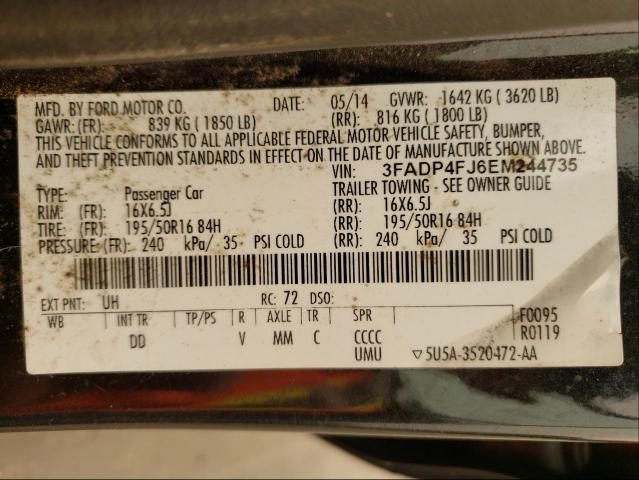 MFD. BY FORD MOTOR CO. DATE: 05/14 GVWR: 1642 KG ( 3620 LB)
GAWR: (FR): 839 KG ( 1850 LB) (RR): 816 KG ( 1800 LB)
THIS VEHICLE CONFORMS TO ALL APPLICABLE FEDERAL MOTOR VEHICLE SAFETY, BUMPER,
AND THEFT PREVENTION STANDARDS IN EFFECT ON THE DATE OF MANUFACTURE SHOWN ABOVE.
VIN: 3FADP4FJ6EM244735
TYPE: Passenger Car TRAILER TOWING - SEE OWNER GUIDE
RIM: (FR): 16X6.5J (RR): 16X6.5J
TIRE: (FR): 195/50R16 84H (RR): 195/50R16 84H
PRESSURE: (FR): 240 kPa/ 35 PSI COLD (RR): 240 kPa/ 35 PSI COLD
EXT PNT: UH RC: 72 DSO:
WB INT TR TP/PS R AXLE TR SPR F0095
DD V MM C CCCC R0119
UMU ▽5U5A-3520472-AA